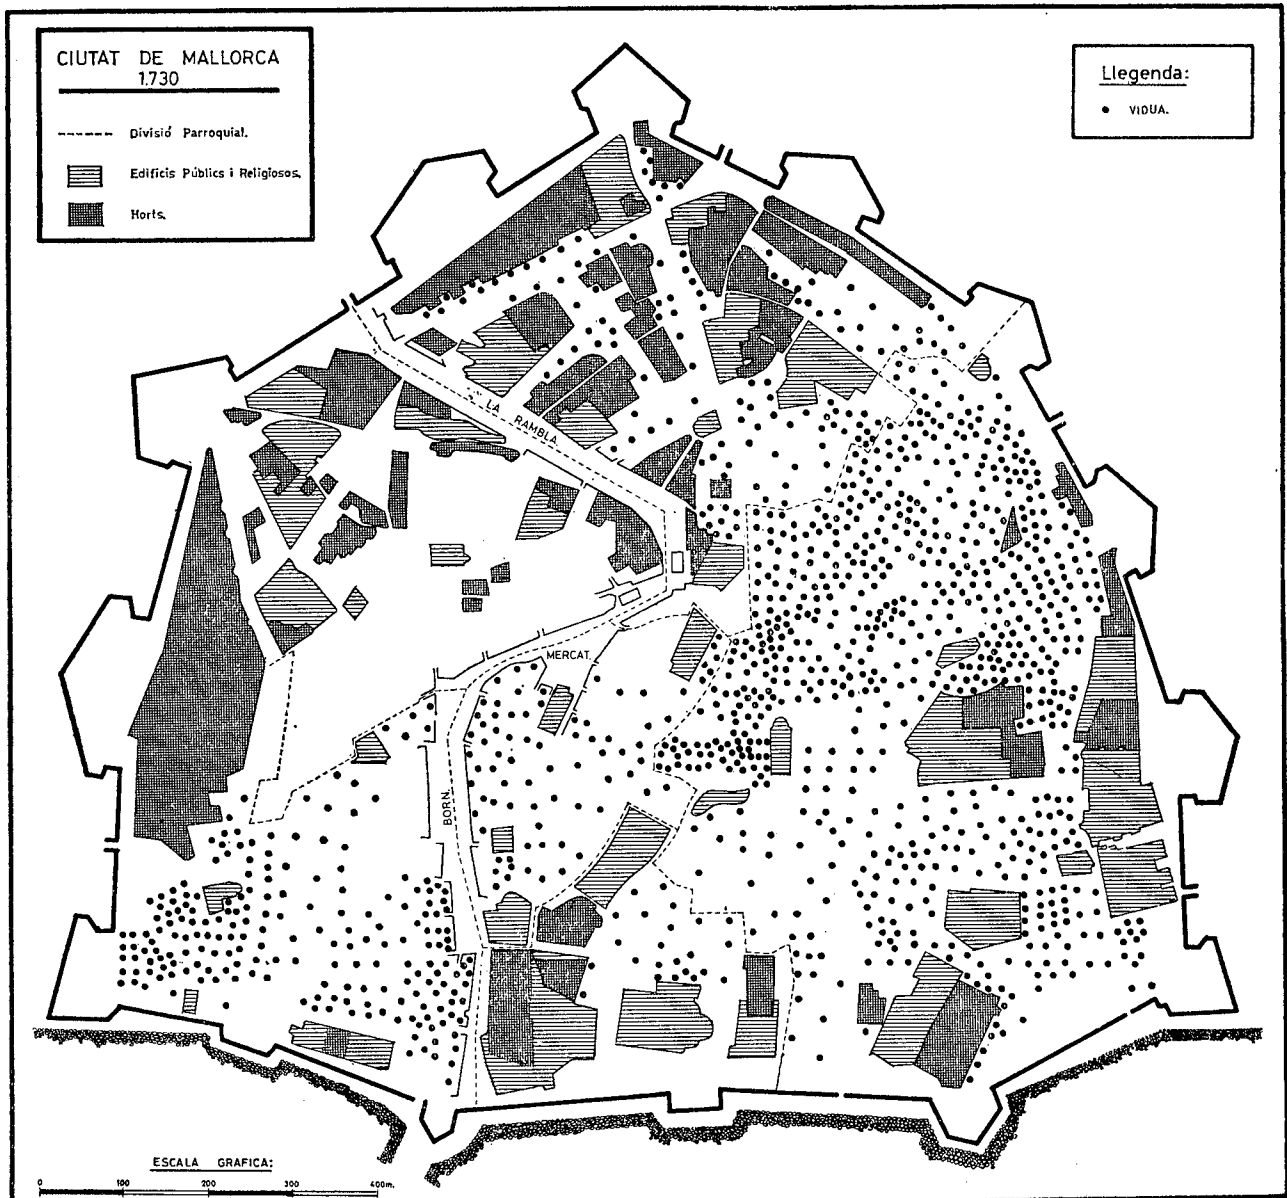 CIUTAT DE MALLORCA
1.730
Divisió Parroquial.
Edificis Públics i Religiosos.
Horts.
Llegenda:
VIDUA.
LA RAMBLA.
MERCAT.
BORN.
ESCALA GRAFICA:
0 100 200 300 400m.